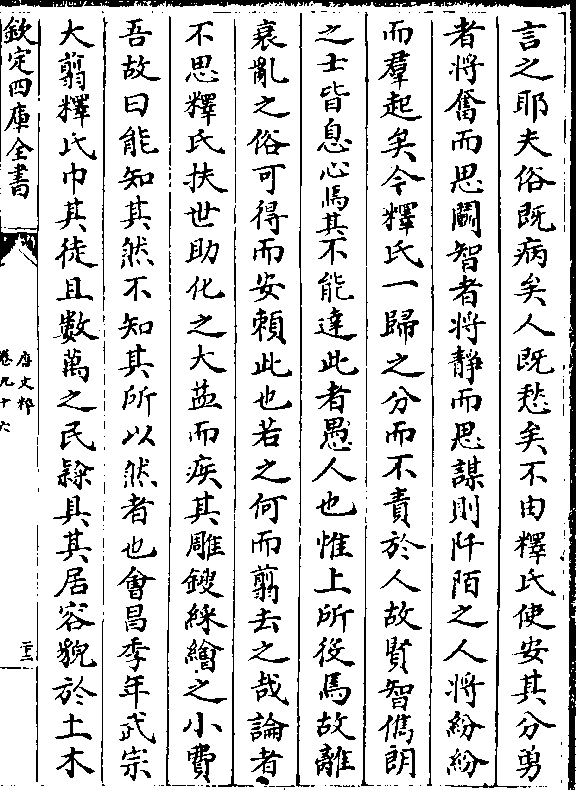 言之耶夫俗既病矣人既愁矣不由釋氏使安其分勇
者將奮而思鬬智者將靜而思謀則阡陌之人將紛紛
而羣起矣今釋氏一歸之分而不責於人故賢智儁朗
之士皆息心焉其不能達此者愚人也惟上所役焉故離
衰亂之俗可得而安賴此也若之何而翦去之哉論者
不思釋氏扶世助化之大益而疾其雕鎪綵繪之小費
吾故曰能知其然不知其所以然者也會昌季年武宗
大翦釋氏巾其徒且數萬之民隸具其居容貌於土木
欽定四庫全書
唐文粹
卷九十六
二十三